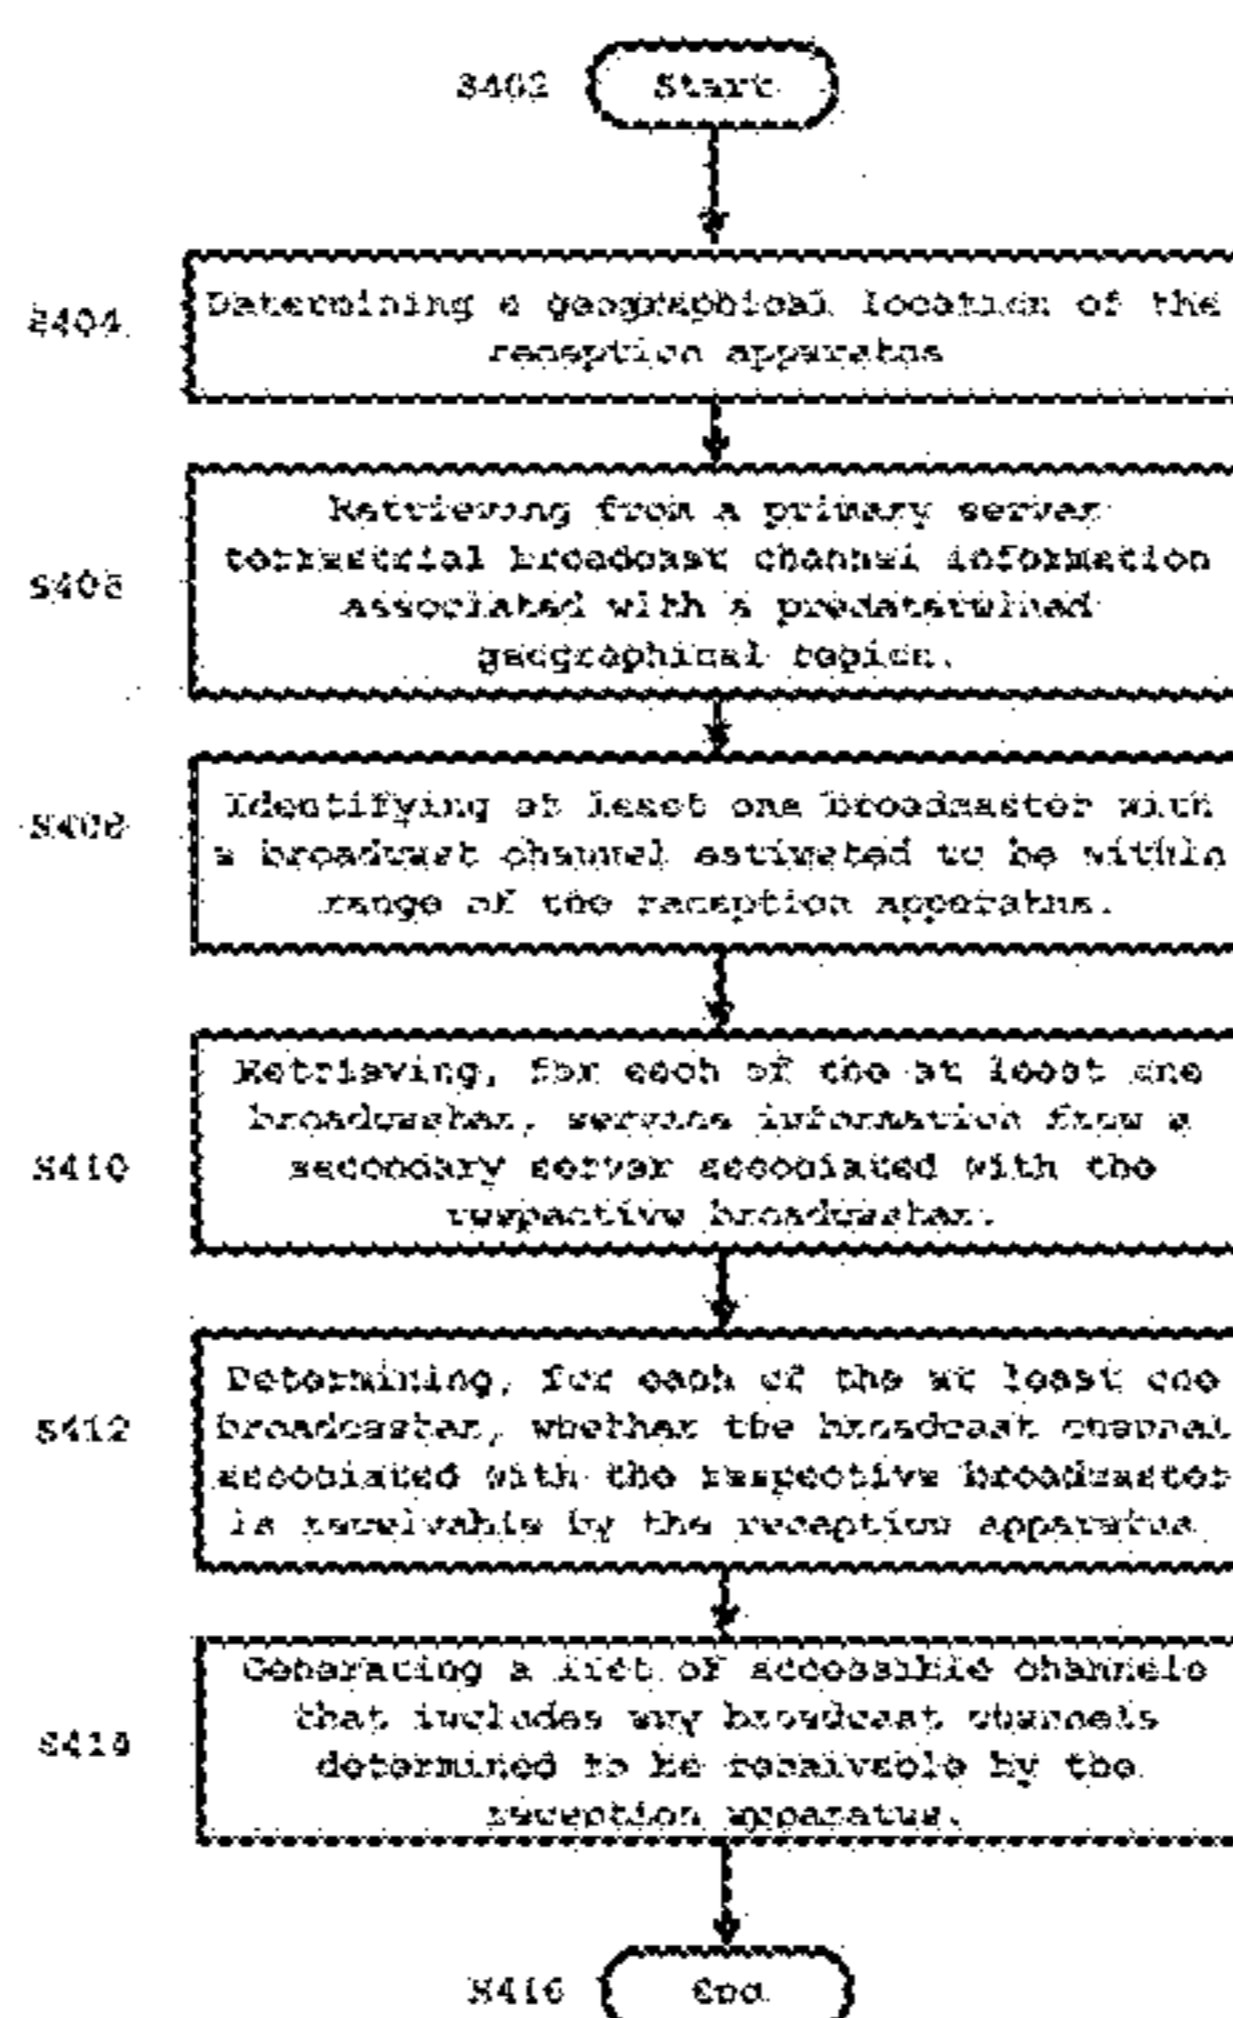 S402 Start
S404 Determining a geographical location of the
reception apparatus
S406 Retrieving from a primary server
terrestrial broadcast channel information
associated with a predetermined
geographical region.
S408 Identifying at least one broadcaster with
a broadcast channel estimated to be within
range of the reception apparatus.
S410 Retrieving, for each of the at least one
broadcaster, service information from a
secondary server associated with the
respective broadcaster.
S412 Determining, for each of the at least one
broadcaster, whether the broadcast channel
associated with the respective broadcaster
is receivable by the reception apparatus
S414 Generating a list of accessible channels
that includes any broadcast channels
determined to be receivable by the
reception apparatus.
S416 End